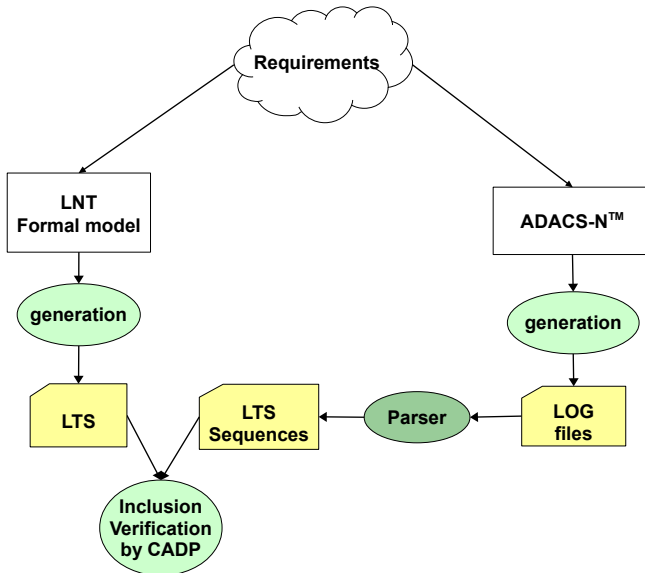 Requirements
LNT
Formal model
ADACS-N™
generation
generation
LTS
LTS
Sequences
Parser
LOG
files
Inclusion
Verification
by CADP